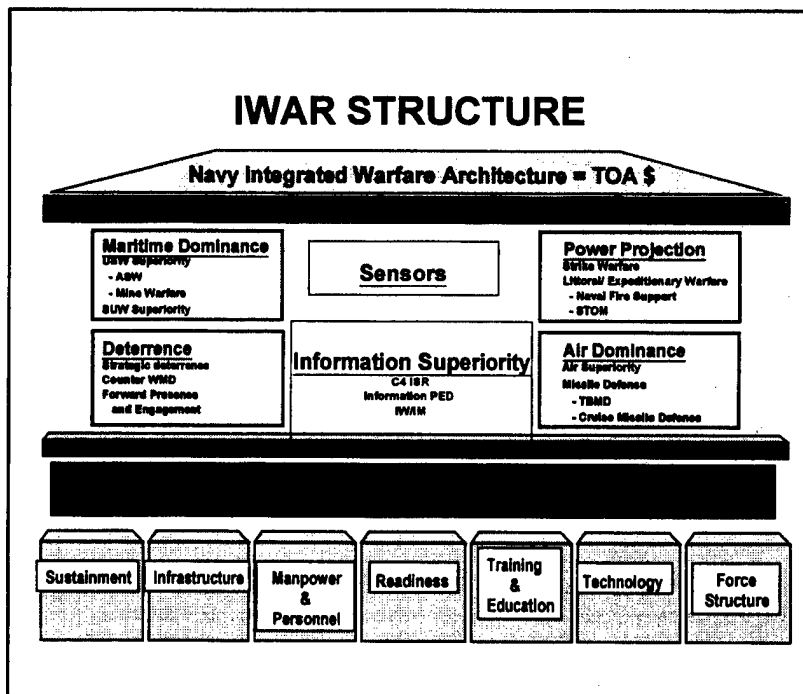 IWAR STRUCTURE
Navy Integrated Warfare Architecture = TOA $
Maritime Dominance
USW Superiority
- ASW
- Mine Warfare
SUW Superiority
Sensors
Power Projection
Strike Warfare
Littoral/ Expeditionary Warfare
- Naval Fire Support
- STOM
Deterrence
Strategic deterrence
Counter WMD
Forward Presence
and Engagement
Information Superiority
C4 ISR
Information PED
IW/IM
Air Dominance
Air Superiority
Missile Defense
- TBMD
- Cruise Missile Defense
Sustainment
Infrastructure
Manpower
&
Personnel
Readiness
Training
&
Education
Technology
Force
Structure